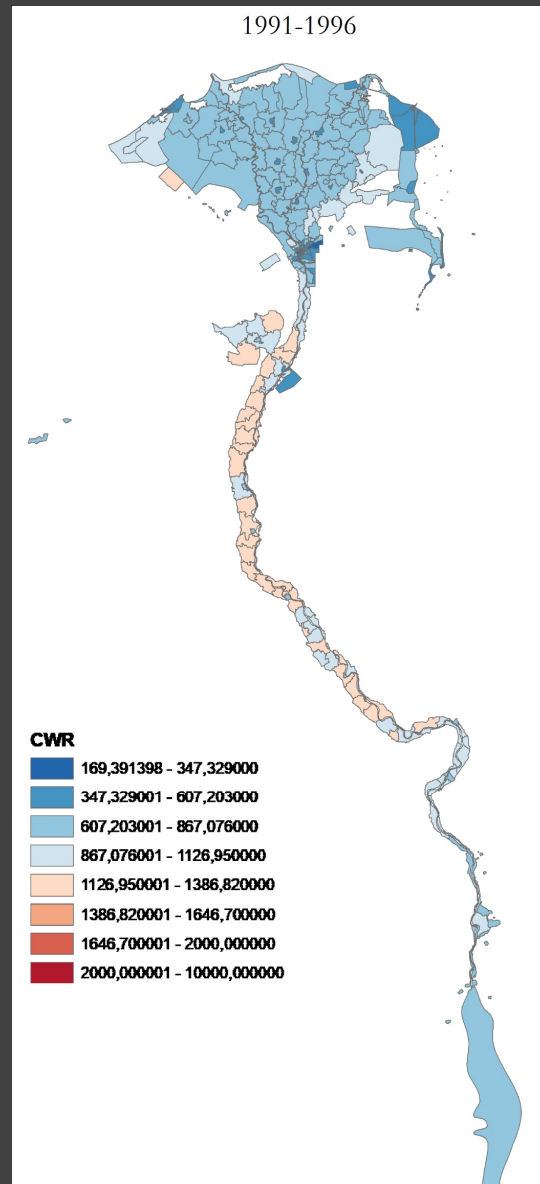 1991-1996
CWR
169,391398 - 347,329000
347,329001 - 607,203000
607,203001 - 867,076000
867,076001 - 1126,950000
1126,950001 - 1386,820000
1386,820001 - 1646,700000
1646,700001 - 2000,000000
2000,000001 - 10000,000000